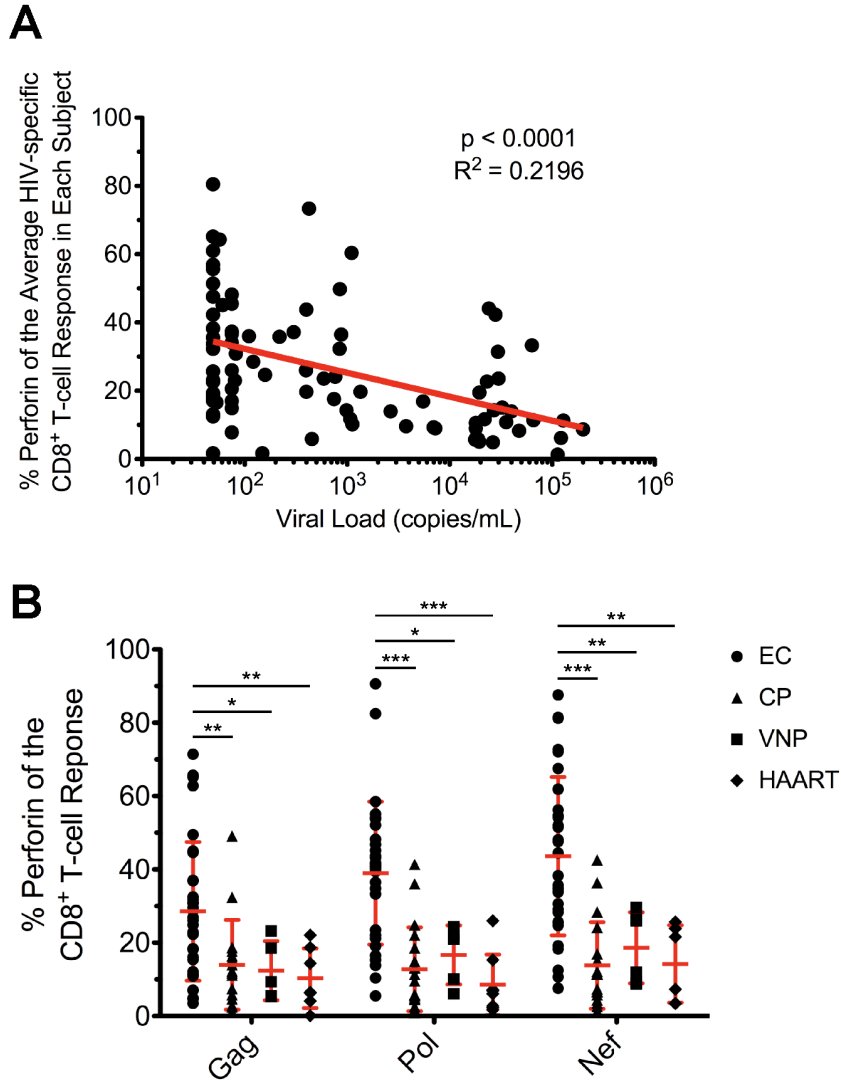 A
% Perforin of the Average HIV-specific
CD8⁺ T-cell Response in Each Subject
100
80
60
40
20
0
p < 0.0001
R² = 0.2196
10¹ 10² 10³ 10⁴ 10⁵ 10⁶
Viral Load (copies/mL)
B
% Perforin of the
CD8⁺ T-cell Reponse
100
80
60
40
20
0
**
*
**
***
*
***
**
**
***
EC
CP
VNP
HAART
Gag Pol Nef